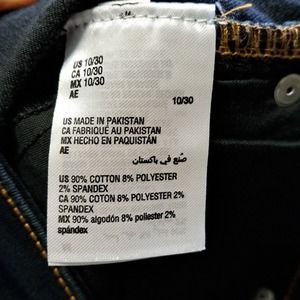 US 10/30
CA 10/30
MX 10/30
AE
10/30
US MADE IN PAKISTAN
CA FABRIQUÉ AU PAKISTAN
MX HECHO EN PAQUISTÁN
AE
صنع في باكستان
US 90% COTTON 8% POLYESTER
2% SPANDEX
CA 90% COTON 8% POLYESTER 2%
SPANDEX
MX 90% algodón 8% poliester 2%
spándex